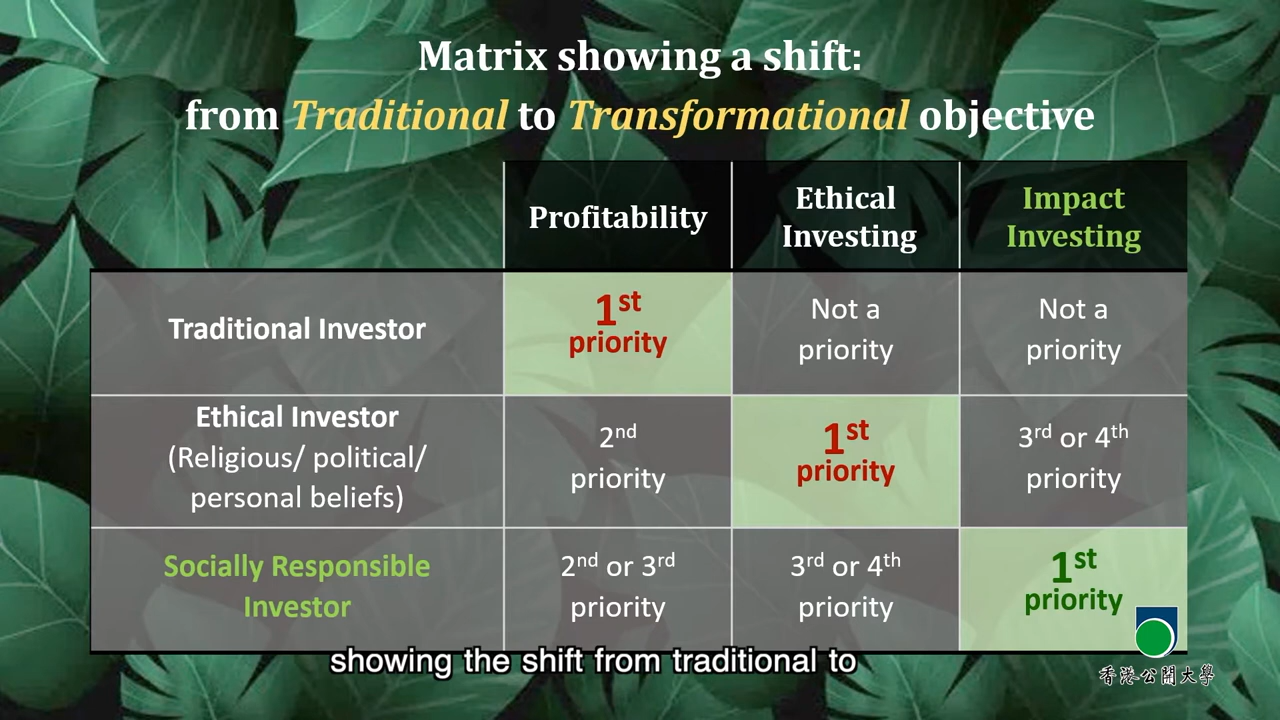 Matrix showing a shift:
from Traditional to Transformational objective
Profitability
Ethical
Investing
Impact
Investing
Traditional Investor
1st
priority
Not a
priority
Not a
priority
Ethical Investor
(Religious/ political/
personal beliefs)
2nd
priority
1st
priority
3rd or 4th
priority
Socially Responsible
Investor
2nd or 3rd
priority
3rd or 4th
priority
1st
priority
showing the shift from traditional to
香港公開大學